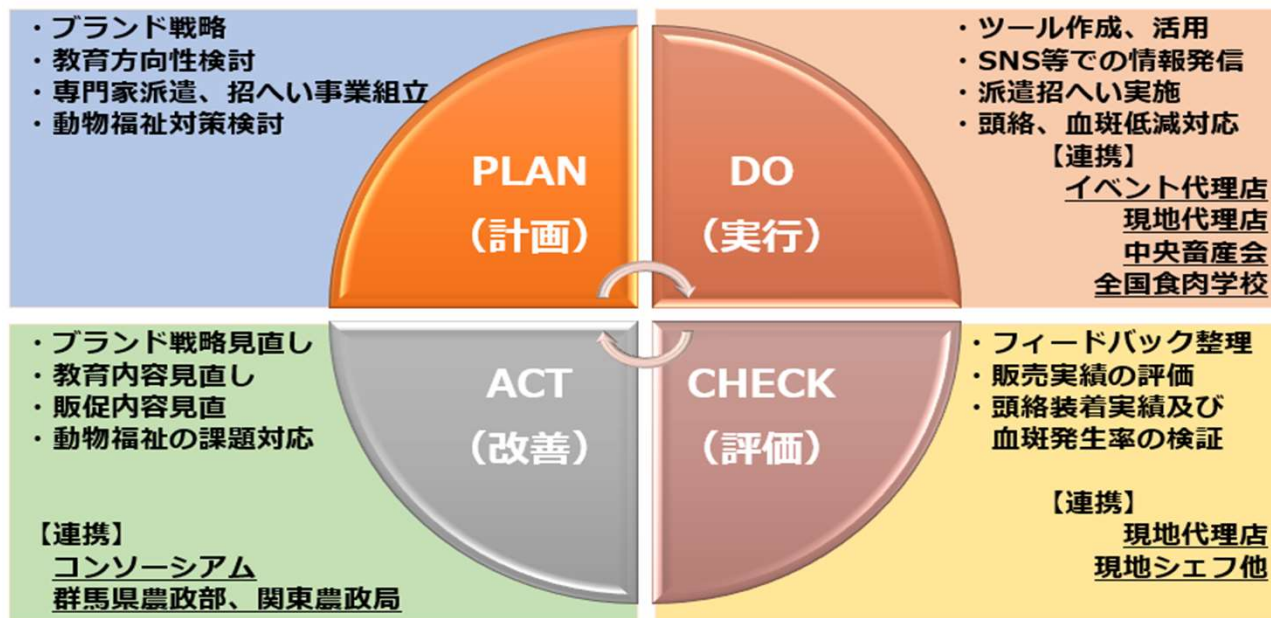 ・ブランド戦略
・教育方向性検討
・専門家派遣、招へい事業組立
・動物福祉対策検討
PLAN
（計画）
・ツール作成、活用
・SNS等での情報発信
・派遣招へい実施
・頭絡、血斑低減対応
【連携】
イベント代理店
現地代理店
中央畜産会
全国食肉学校
DO
（実行）
・ブランド戦略見直し
・教育内容見直し
・販促内容見直
・動物福祉の課題対応
【連携】
コンソーシアム
群馬県農政部、関東農政局
ACT
（改善）
CHECK
（評価）
・フィードバック整理
・販売実績の評価
・頭絡装着実績及び
血斑発生率の検証
【連携】
現地代理店
現地シェフ他